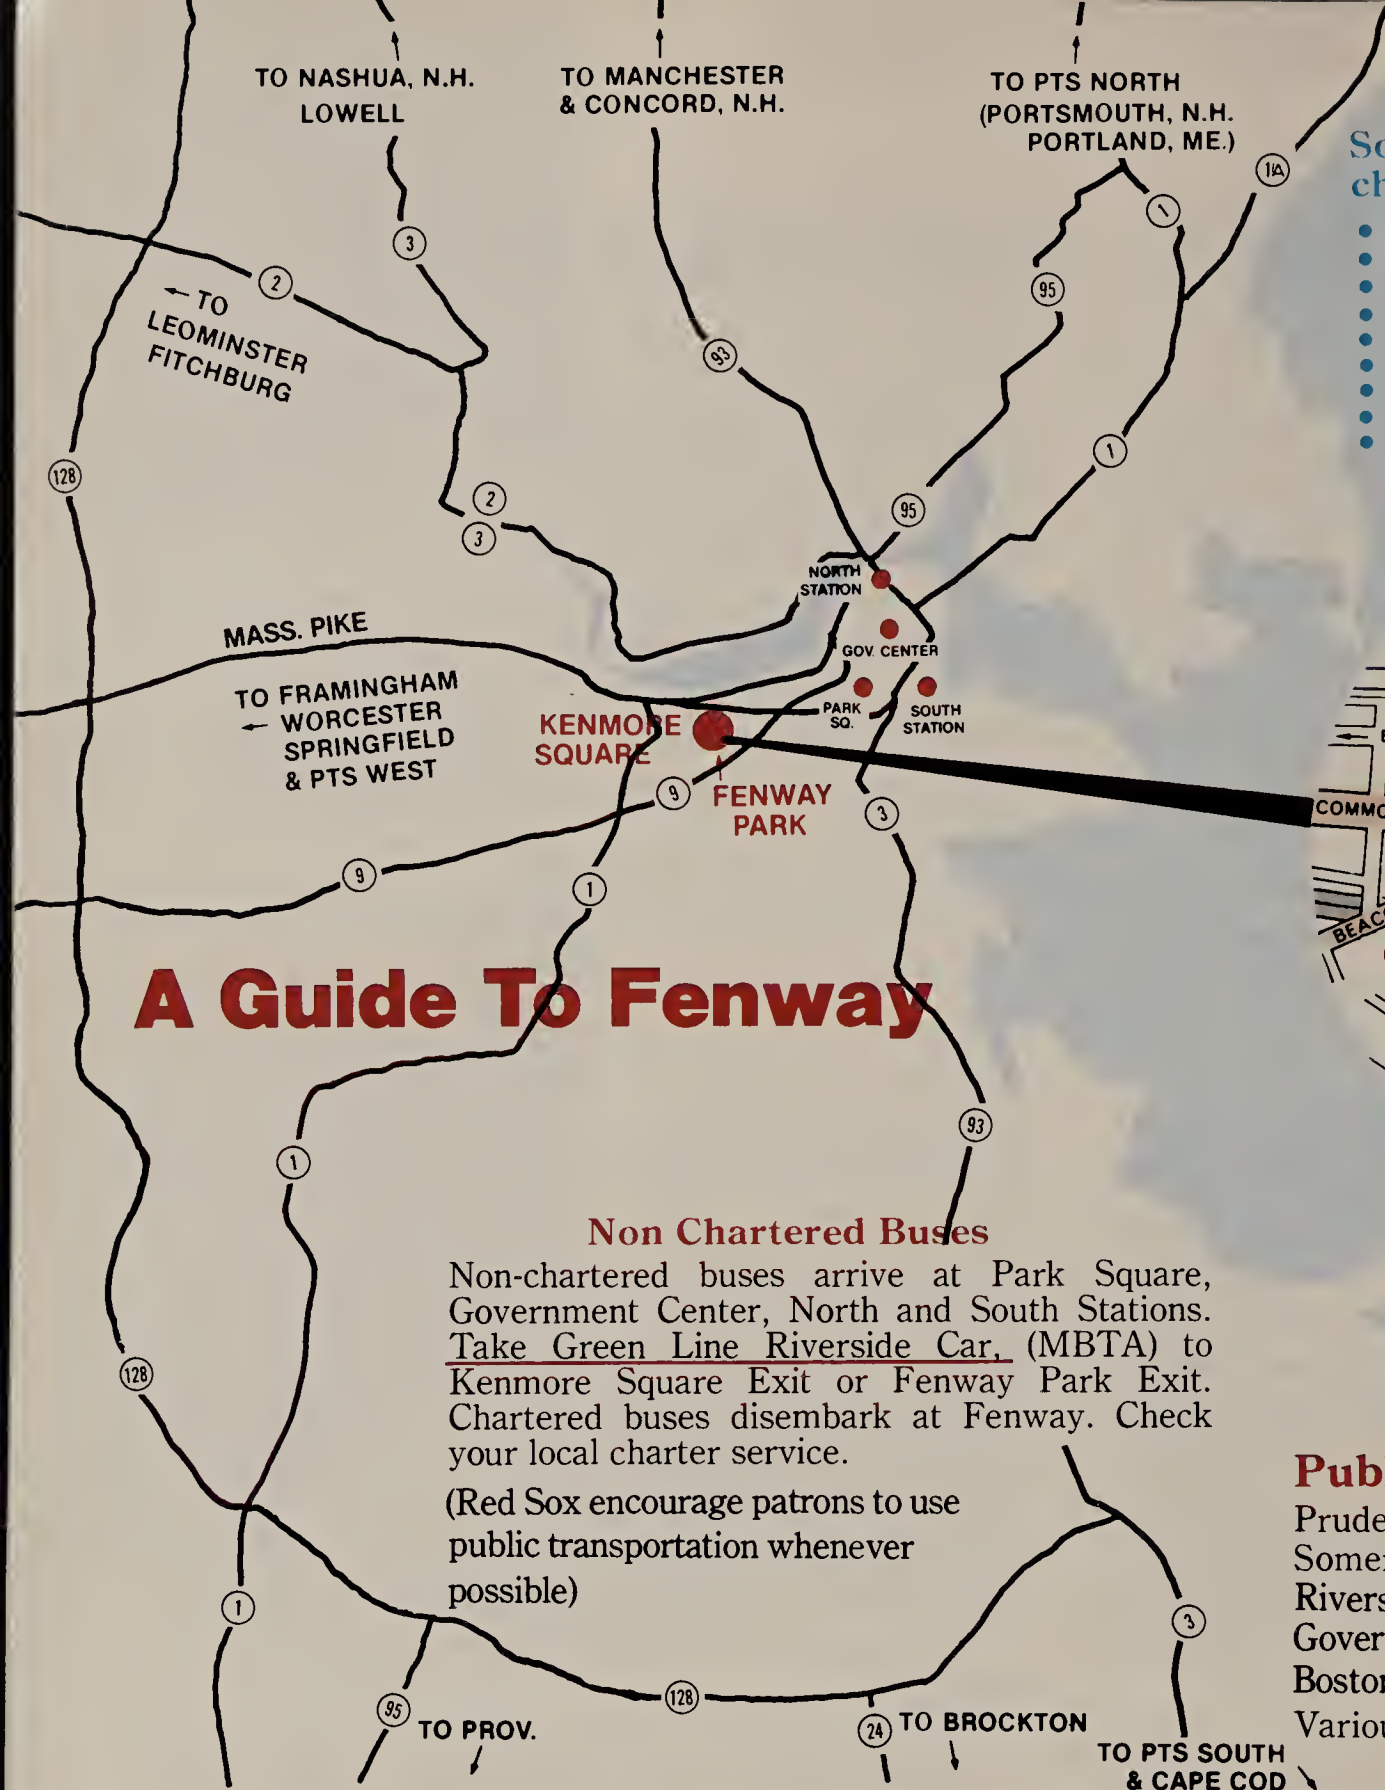 TO NASHUA, N.H.
LOWELL
TO MANCHESTER
& CONCORD, N.H.
TO PTS NORTH
(PORTSMOUTH, N.H.
PORTLAND, ME.)
1A
1
3
2
95
← TO
LEOMINSTER
FITCHBURG
93
1
128
2
3
95
NORTH
STATION
MASS. PIKE
GOV. CENTER
TO FRAMINGHAM
← WORCESTER
SPRINGFIELD
& PTS WEST
PARK
SQ.
SOUTH
STATION
KENMORE
SQUARE
FENWAY
PARK
9
3
9
1
BEAC
A Guide To Fenway
93
1
Non Chartered Buses
Non-chartered buses arrive at Park Square,
Government Center, North and South Stations.
Take Green Line Riverside Car, (MBTA) to
Kenmore Square Exit or Fenway Park Exit.
Chartered buses disembark at Fenway. Check
your local charter service.
(Red Sox encourage patrons to use
public transportation whenever
possible)
128
1
3
95
TO PROV.
128
24
TO BROCKTON
TO PTS SOUTH
& CAPE COD